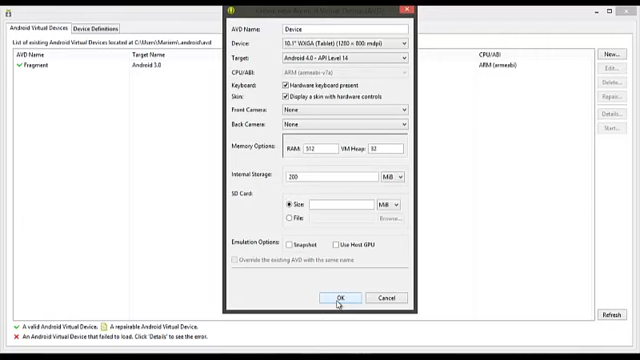 Android Virtual Devices
Device Definitions
List of existing Android Virtual Devices located at C:\Users\Mariem\.android\avd
AVD Name
Target Name
CPU/ABI
Fragment
Android 3.0
ARM (armeabi)
New...
Edit...
Delete...
Repair...
Details...
Start...
Refresh
AVD Name:
Device
Device:
10.1" WXGA (Tablet) (1280 × 800: mdpi)
Target:
Android 4.0 - API Level 14
CPU/ABI:
ARM (armeabi-v7a)
Keyboard:
Hardware keyboard present
Skin:
Display a skin with hardware controls
Front Camera:
None
Back Camera:
None
Memory Options:
RAM: 512 VM Heap: 32
Internal Storage:
200 MiB
SD Card:
Size: MiB
File: Browse...
Emulation Options:
Snapshot Use Host GPU
Override the existing AVD with the same name
OK Cancel
A valid Android Virtual Device. A repairable Android Virtual Device.
An Android Virtual Device that failed to load. Click 'Details' to see the error.